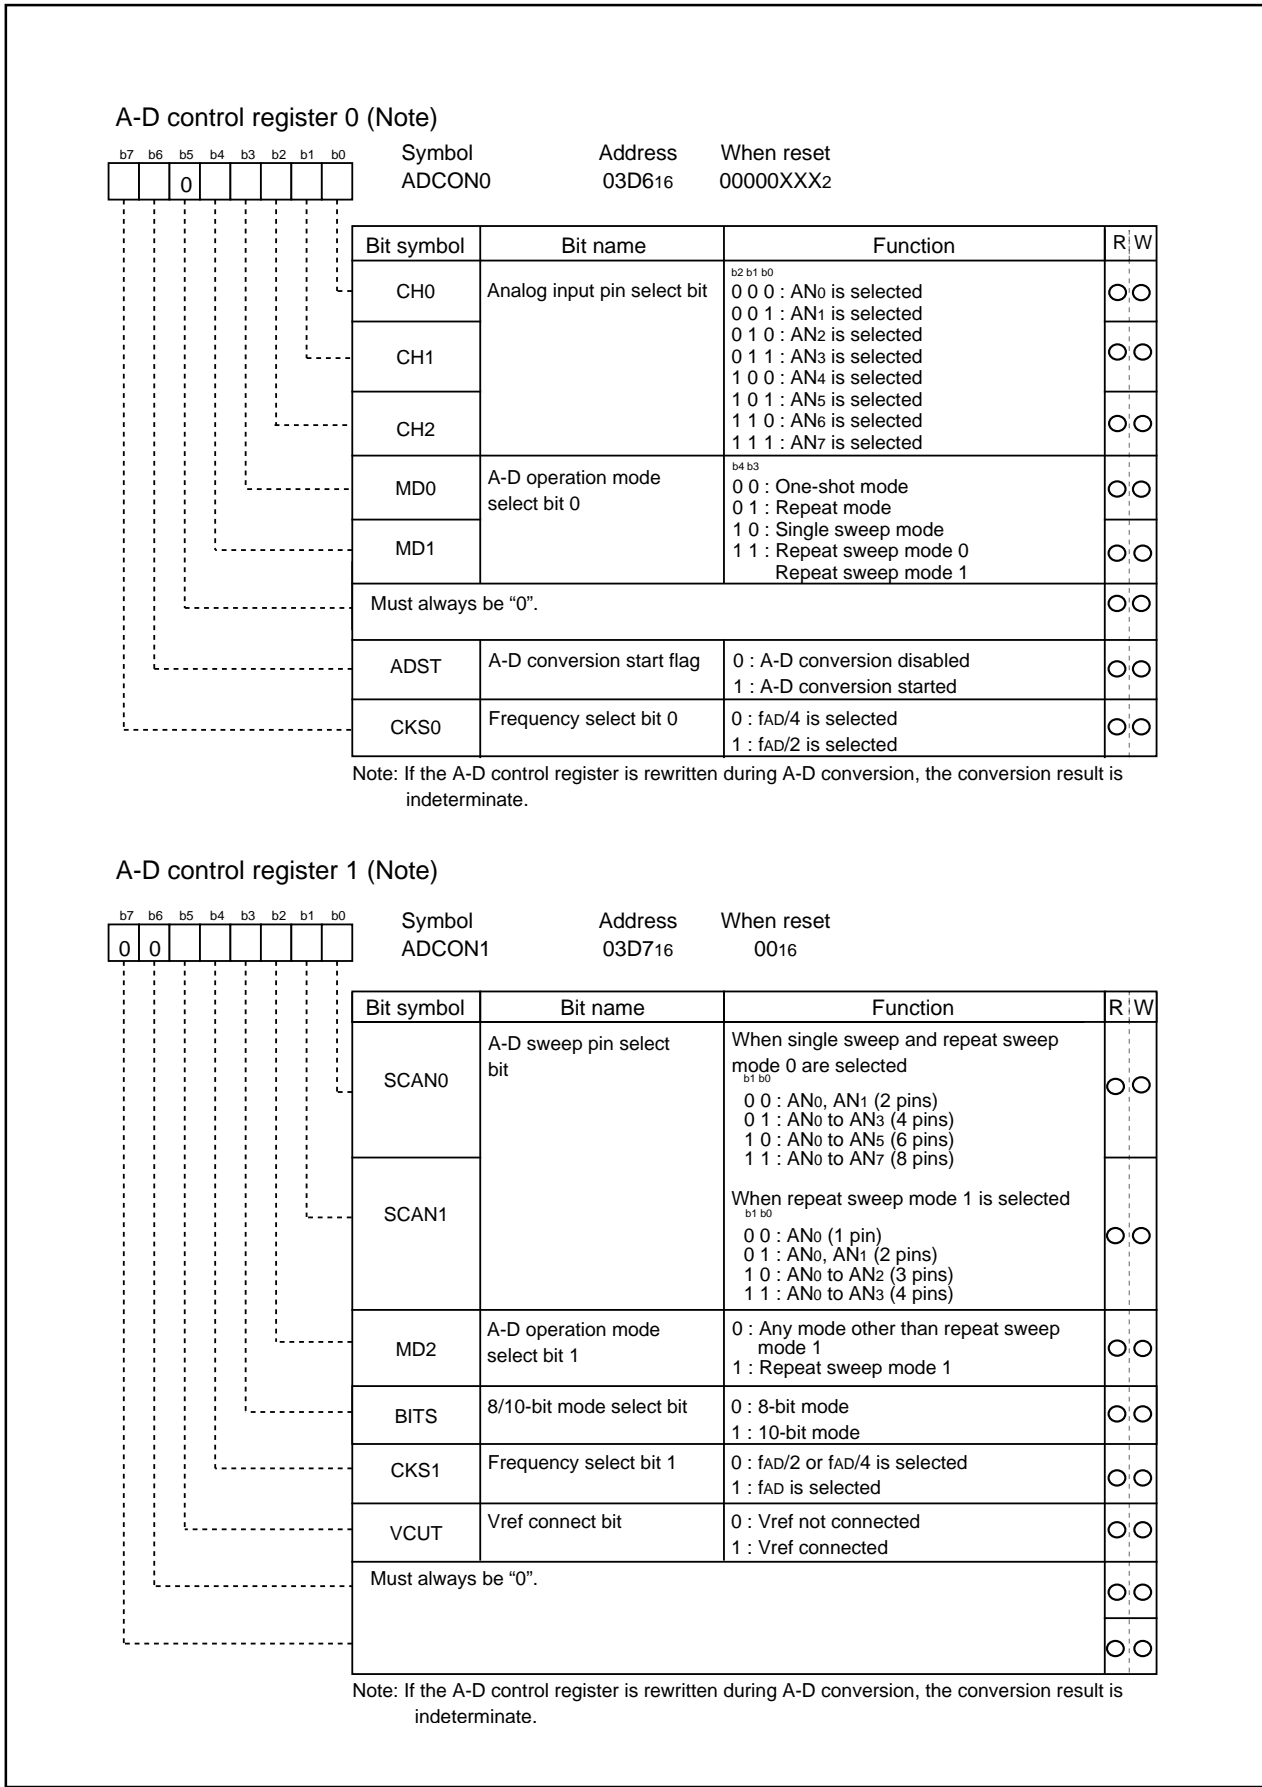 A-D control register 0 (Note)
b7 b6 b5 b4 b3 b2 b1 b0
Symbol Address When reset
0
ADCON0 03D616 00000XXX2
Bit symbol Bit name Function R W
CH0 Analog input pin select bit
b2 b1 b0
0 0 0 : AN0 is selected
0 0 1 : AN1 is selected
0 1 0 : AN2 is selected
CH1
0 1 1 : AN3 is selected
1 0 0 : AN4 is selected
1 0 1 : AN5 is selected
CH2
1 1 0 : AN6 is selected
1 1 1 : AN7 is selected
MD0 A-D operation mode
select bit 0
b4 b3
0 0 : One-shot mode
0 1 : Repeat mode
1 0 : Single sweep mode
MD1
1 1 : Repeat sweep mode 0
Repeat sweep mode 1
Must always be “0”.
ADST A-D conversion start flag 0 : A-D conversion disabled
1 : A-D conversion started
CKS0 Frequency select bit 0 0 : fAD/4 is selected
1 : fAD/2 is selected
Note: If the A-D control register is rewritten during A-D conversion, the conversion result is
indeterminate.
A-D control register 1 (Note)
b7 b6 b5 b4 b3 b2 b1 b0
Symbol Address When reset
0 0
ADCON1 03D716 0016
Bit symbol Bit name Function R W
SCAN0 A-D sweep pin select
bit
When single sweep and repeat sweep
mode 0 are selected
b1 b0
0 0 : AN0, AN1 (2 pins)
0 1 : AN0 to AN3 (4 pins)
1 0 : AN0 to AN5 (6 pins)
1 1 : AN0 to AN7 (8 pins)
SCAN1
When repeat sweep mode 1 is selected
b1 b0
0 0 : AN0 (1 pin)
0 1 : AN0, AN1 (2 pins)
1 0 : AN0 to AN2 (3 pins)
1 1 : AN0 to AN3 (4 pins)
MD2 A-D operation mode
select bit 1
0 : Any mode other than repeat sweep
mode 1
1 : Repeat sweep mode 1
BITS 8/10-bit mode select bit 0 : 8-bit mode
1 : 10-bit mode
CKS1 Frequency select bit 1 0 : fAD/2 or fAD/4 is selected
1 : fAD is selected
VCUT Vref connect bit 0 : Vref not connected
1 : Vref connected
Must always be “0”.
Note: If the A-D control register is rewritten during A-D conversion, the conversion result is
indeterminate.